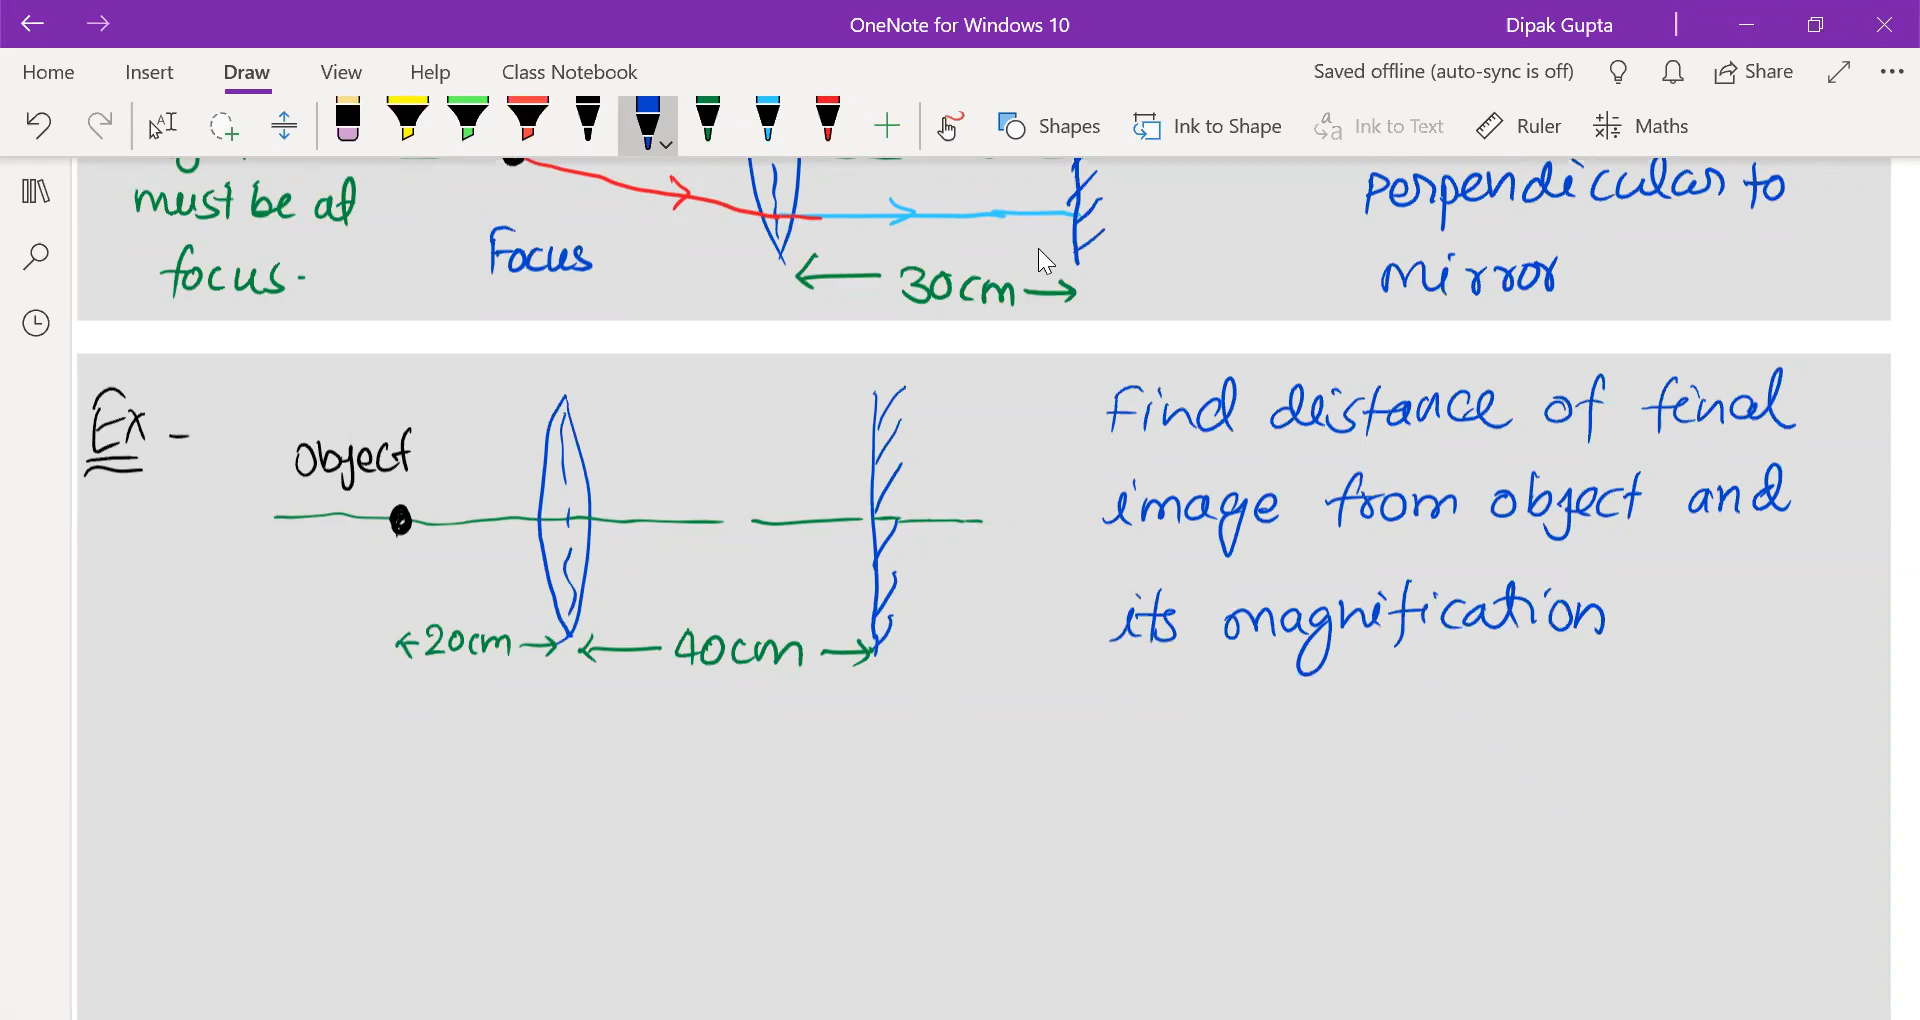 OneNote for Windows 10
Dipak Gupta
Home Insert Draw View Help Class Notebook
Saved offline (auto-sync is off) Share
Shapes Ink to Shape Ink to Text Ruler Maths
must be at
focus.
Focus
30cm
perpendicular to
mirror
Ex -
object
20cm
40cm
Find distance of final
image from object and
its magnification